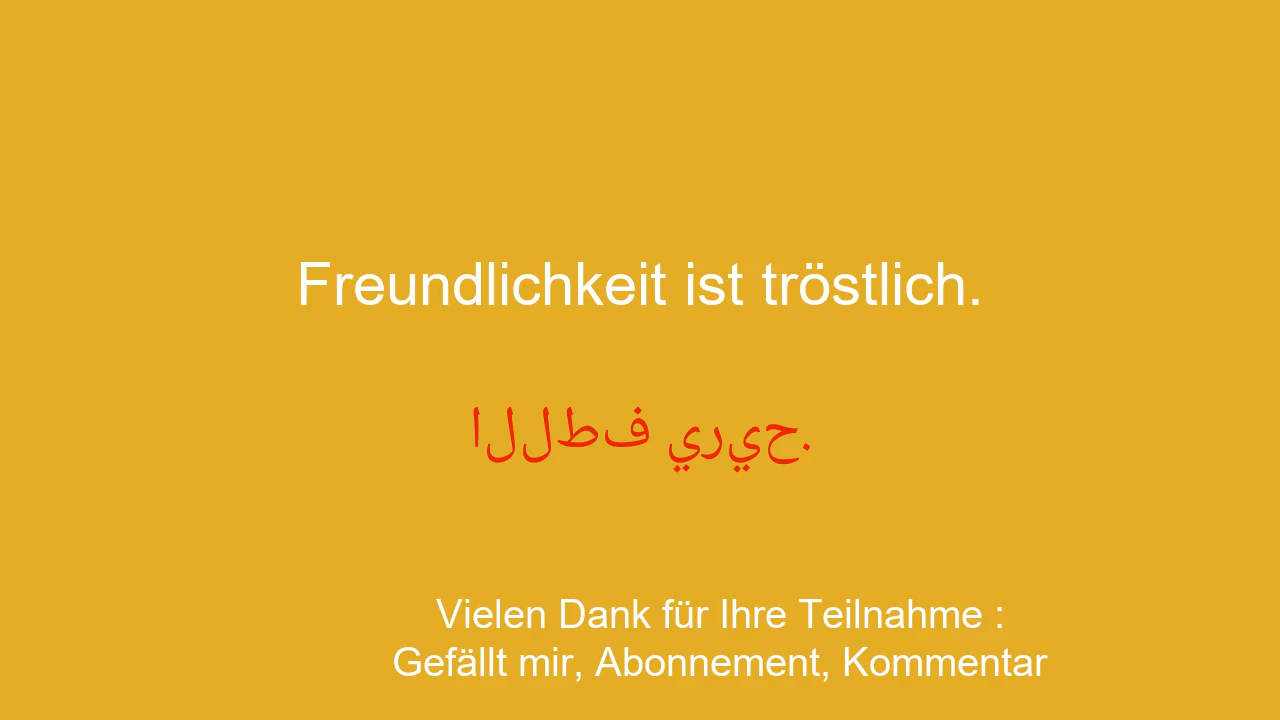 Freundlichkeit ist tröstlich.
اللطف يريح.
Vielen Dank für Ihre Teilnahme :
Gefällt mir, Abonnement, Kommentar